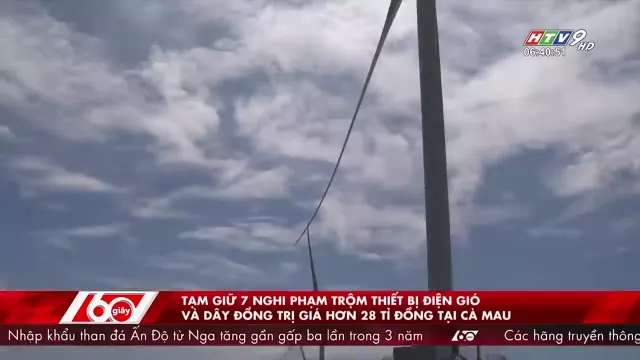 HTV9 HD
06:40:51
60 giây
TẠM GIỮ 7 NGHI PHẠM TRỘM THIẾT BỊ ĐIỆN GIÓ
VÀ DÂY ĐỒNG TRỊ GIÁ HƠN 28 TỈ ĐỒNG TẠI CÀ MAU
Nhập khẩu than đá Ấn Độ từ Nga tăng gần gấp ba lần trong 3 năm
Các hãng truyền thông
60 giây